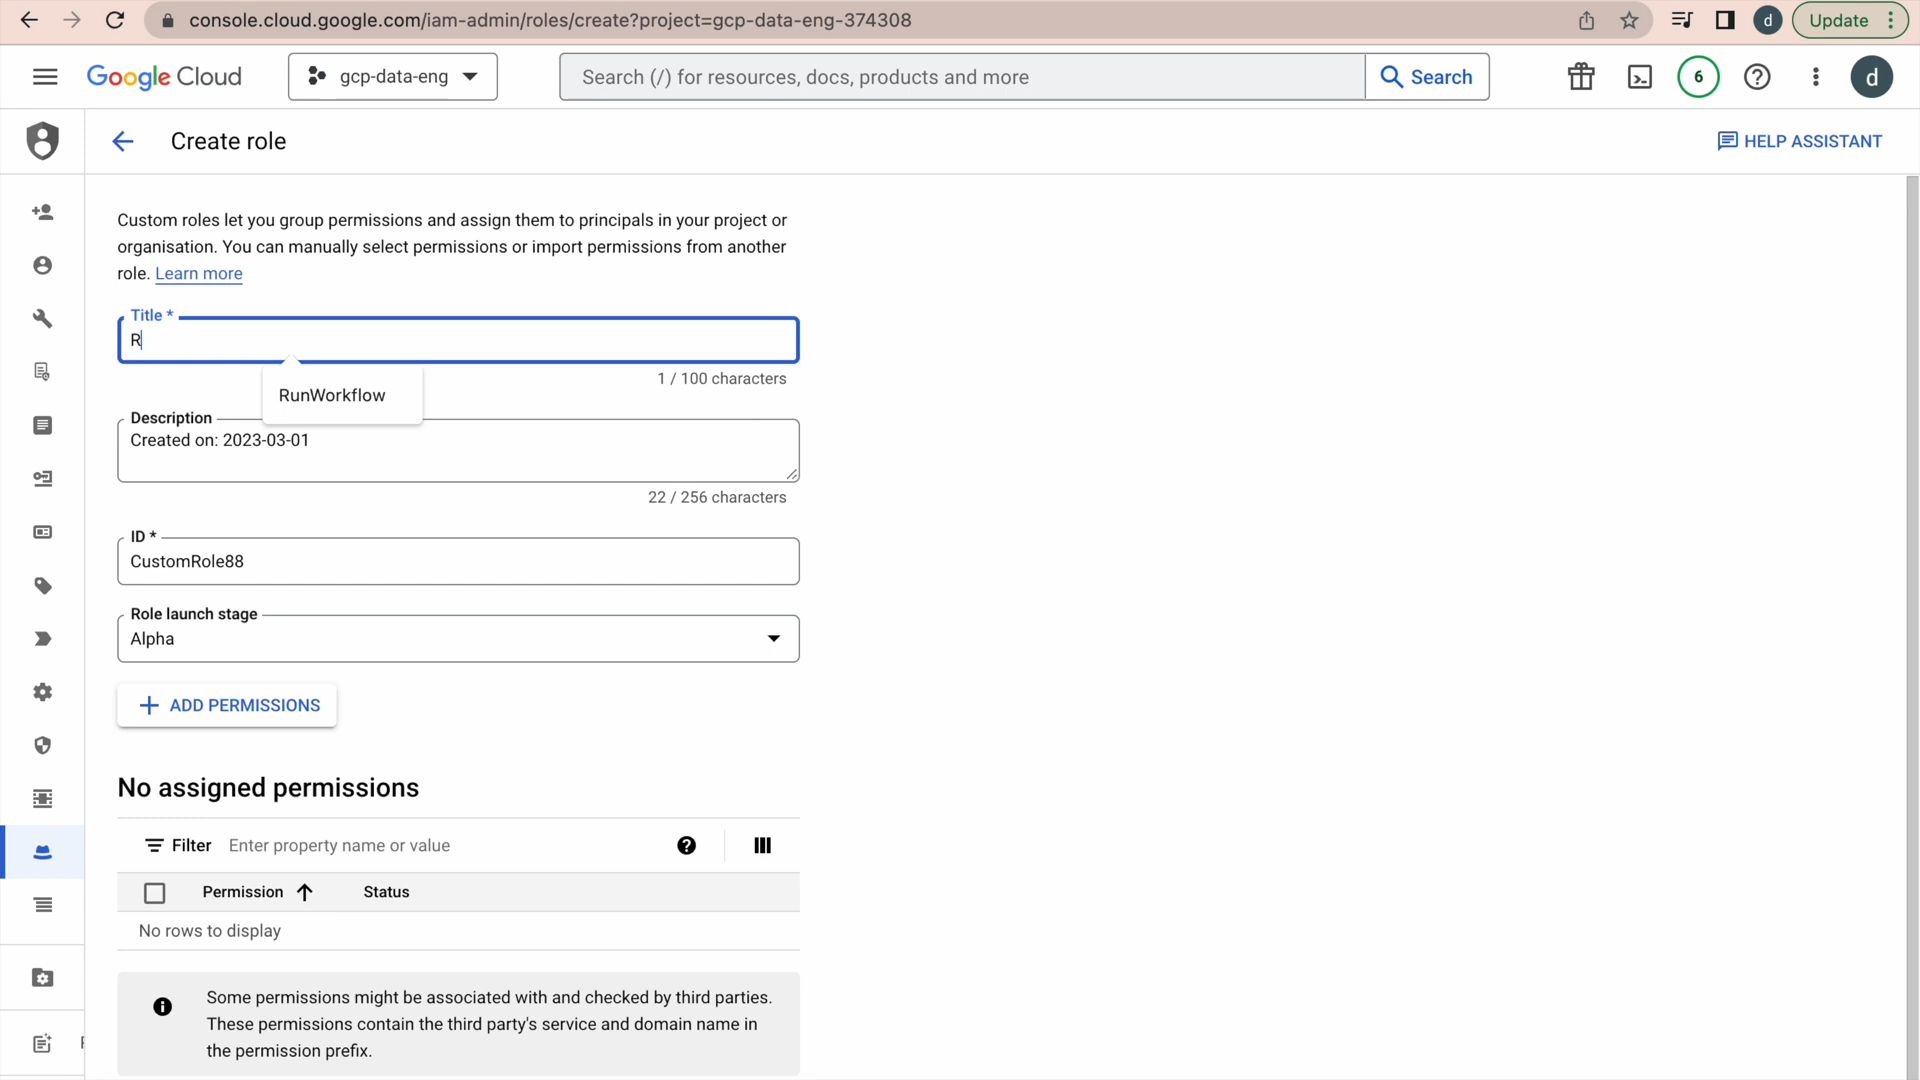 console.cloud.google.com/iam-admin/roles/create?project=gcp-data-eng-374308
d
Update
Google Cloud
gcp-data-eng
Search (/) for resources, docs, products and more
Search
6
d
Create role
HELP ASSISTANT
Custom roles let you group permissions and assign them to principals in your project or
organisation. You can manually select permissions or import permissions from another
role. Learn more
Title *
R
1 / 100 characters
RunWorkflow
Description
Created on: 2023-03-01
22 / 256 characters
ID *
CustomRole88
Role launch stage
Alpha
ADD PERMISSIONS
No assigned permissions
Filter Enter property name or value
Permission Status
No rows to display
Some permissions might be associated with and checked by third parties.
These permissions contain the third party's service and domain name in
the permission prefix.